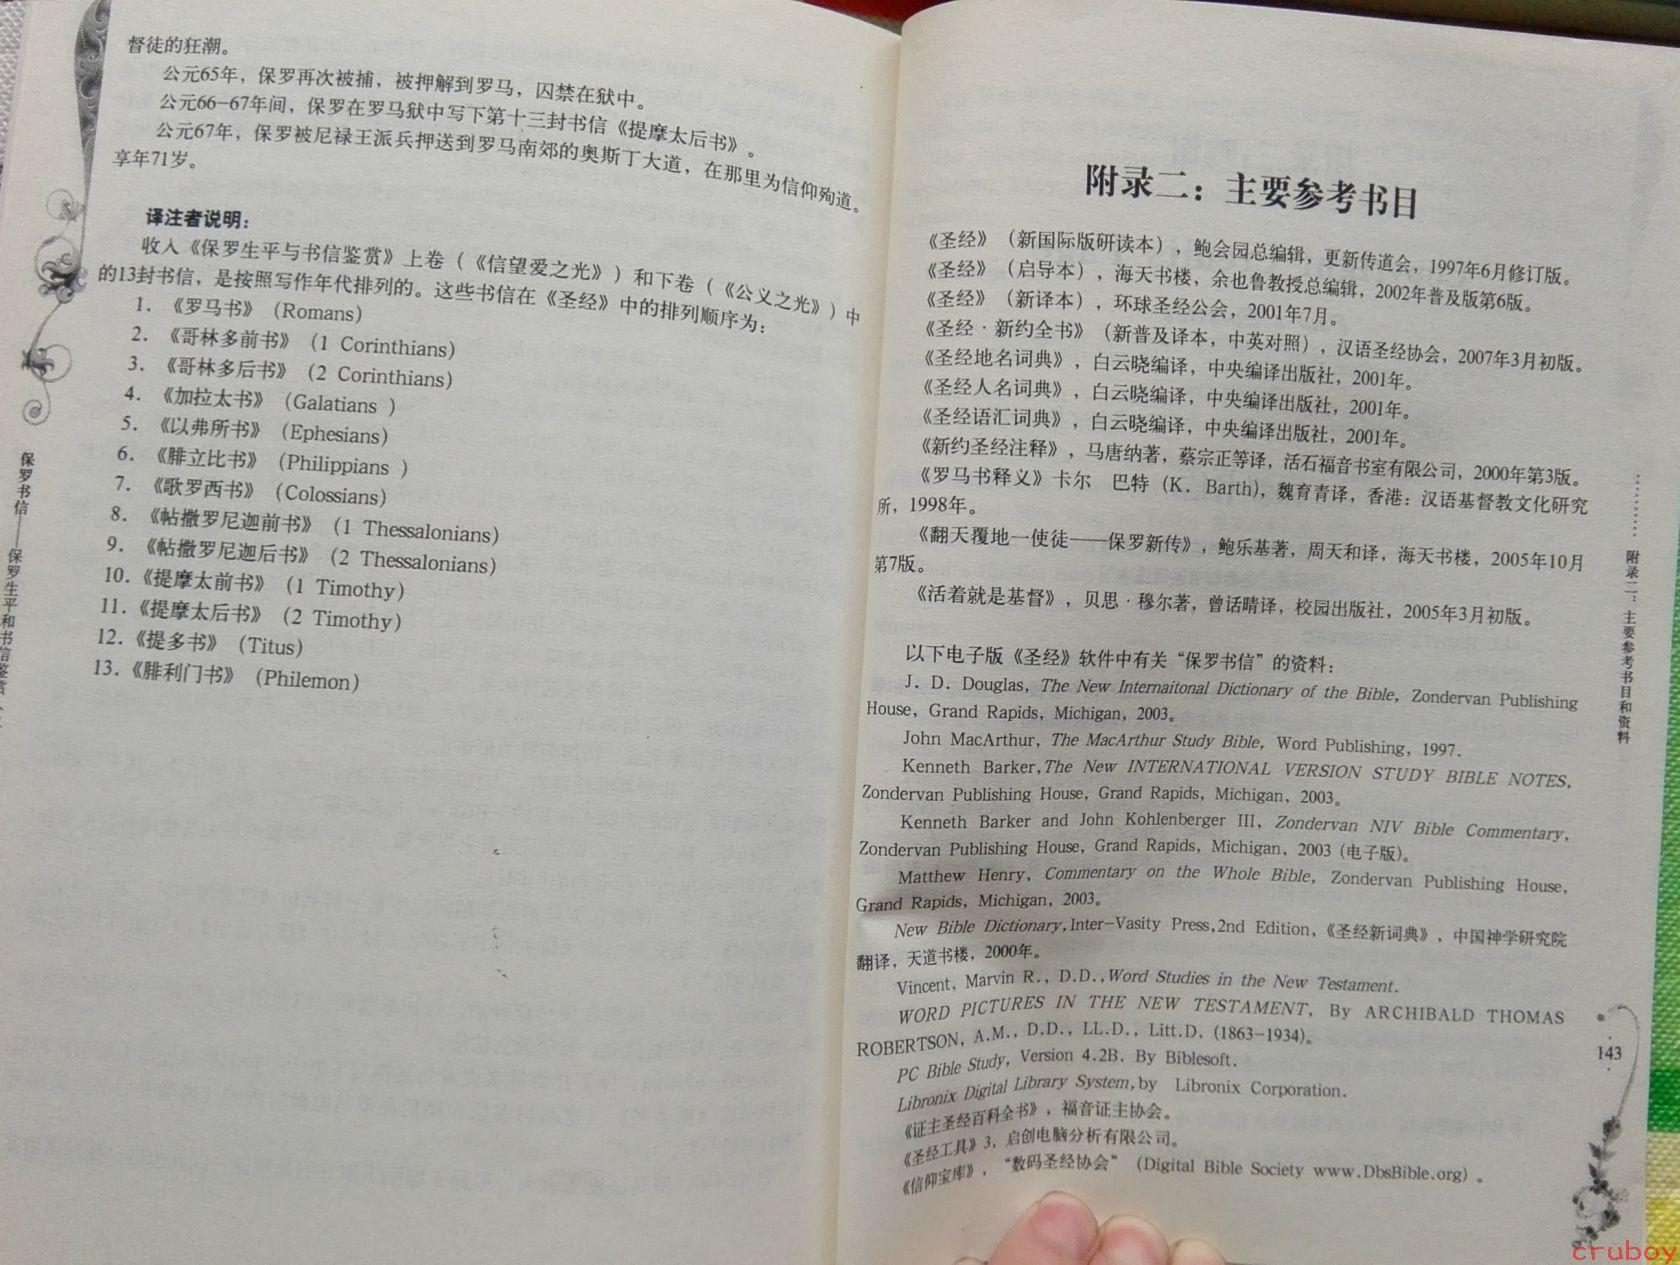 督徒的狂潮。
公元65年，保罗再次被捕，被押解到罗马，囚禁在狱中。
公元66-67年间，保罗在罗马狱中写下第十三封书信《提摩太后书》。
公元67年，保罗被尼禄王派兵押送到罗马南郊的奥斯丁大道，在那里为信仰殉道。
享年71岁。
译注者说明：
收入《保罗生平与书信鉴赏》上卷（《信望爱之光》）和下卷（《公义之光》）中
的13封书信，是按照写作年代排列的。这些书信在《圣经》中的排列顺序为：
1．《罗马书》（Romans）
2．《哥林多前书》（1 Corinthians）
3．《哥林多后书》（2 Corinthians）
4．《加拉太书》（Galatians ）
5．《以弗所书》（Ephesians）
6．《腓立比书》（Philippians ）
7．《歌罗西书》（Colossians）
8．《帖撒罗尼迦前书》（1 Thessalonians）
9．《帖撒罗尼迦后书》（2 Thessalonians）
10．《提摩太前书》（1 Timothy）
11．《提摩太后书》（2 Timothy）
12．《提多书》（Titus）
13．《腓利门书》（Philemon）
保罗书信——保罗生平和书信鉴赏
附录二：主要参考书目
《圣经》（新国际版研读本），鲍会园总编辑，更新传道会，1997年6月修订版。
《圣经》（启导本），海天书楼，余也鲁教授总编辑，2002年普及版第6版。
《圣经》（新译本），环球圣经公会，2001年7月。
《圣经·新约全书》（新普及译本，中英对照），汉语圣经协会，2007年3月初版。
《圣经地名词典》，白云晓编译，中央编译出版社，2001年。
《圣经人名词典》，白云晓编译，中央编译出版社，2001年。
《圣经语汇词典》，白云晓编译，中央编译出版社，2001年。
《新约圣经注释》，马唐纳著，蔡宗正等译，活石福音书室有限公司，2000年第3版。
《罗马书释义》卡尔 巴特（K．Barth），魏育青译，香港：汉语基督教文化研究
所，1998年。
《翻天覆地一使徒——保罗新传》，鲍乐基著，周天和译，海天书楼，2005年10月
第7版。
《活着就是基督》，贝思·穆尔著，曾话晴译，校园出版社，2005年3月初版。
以下电子版《圣经》软件中有关“保罗书信”的资料：
J．D．Douglas，The New Internaitonal Dictionary of the Bible，Zondervan Publishing
House，Grand Rapids，Michigan，2003。
John MacArthur，The MacArthur Study Bible，Word Publishing，1997．
Kenneth Barker,The New INTERNATIONAL VERSION STUDY BIBLE NOTES，
Zondervan Publishing House，Grand Rapids，Michigan，2003。
Kenneth Barker and John Kohlenberger III，Zondervan NIV Bible Commentary，
Zondervan Publishing House，Grand Rapids，Michigan，2003（电子版）。
Matthew Henry，Commentary on the Whole Bible，Zondervan Publishing House，
Grand Rapids，Michigan，2003。
New Bible Dictionary,Inter-Vasity Press,2nd Edition，《圣经新词典》，中国神学研究院
翻译，天道书楼，2000年。
Vincent，Marvin R．，D.D．,Word Studies in the New Testament．
WORD PICTURES IN THE NEW TESTAMENT，By ARCHIBALD THOMAS
ROBERTSON，A.M．，D.D．，LL.D．，Litt.D．(1863-1934)。
PC Bible Study，Version 4.2B．By Biblesoft．
Libronix Digital Library System,by Libronix Corporation．
《证主圣经百科全书》，福音证主协会。
《圣经工具》3，启创电脑分析有限公司。
《信仰宝库》，“数码圣经协会”（Digital Bible Society www.DbsBible.org）。
附录二：主要参考书目和资料
143
cruboy